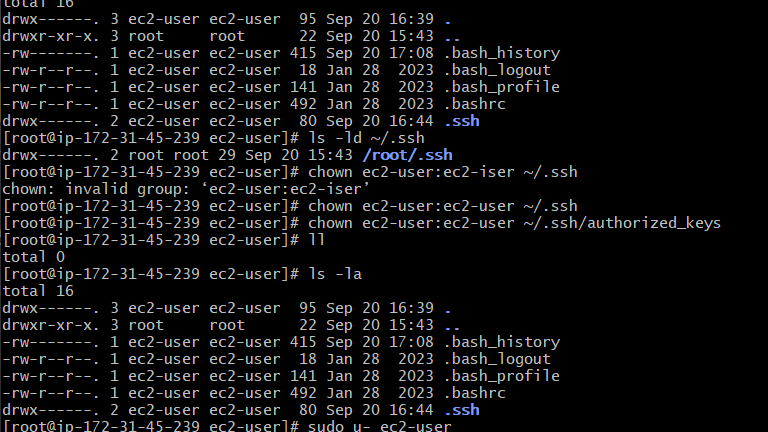 total 16
drwx------. 3 ec2-user ec2-user  95 Sep 20 16:39 .
drwxr-xr-x. 3 root     root      22 Sep 20 15:43 ..
-rw-------. 1 ec2-user ec2-user 415 Sep 20 17:08 .bash_history
-rw-r--r--. 1 ec2-user ec2-user  18 Jan 28  2023 .bash_logout
-rw-r--r--. 1 ec2-user ec2-user 141 Jan 28  2023 .bash_profile
-rw-r--r--. 1 ec2-user ec2-user 492 Jan 28  2023 .bashrc
drwx------. 2 ec2-user ec2-user  80 Sep 20 16:44 .ssh
[root@ip-172-31-45-239 ec2-user]# ls -ld ~/.ssh
drwx------. 2 root root 29 Sep 20 15:43 /root/.ssh
[root@ip-172-31-45-239 ec2-user]# chown ec2-user:ec2-iser ~/.ssh
chown: invalid group: ‘ec2-user:ec2-iser’
[root@ip-172-31-45-239 ec2-user]# chown ec2-user:ec2-user ~/.ssh
[root@ip-172-31-45-239 ec2-user]# chown ec2-user:ec2-user ~/.ssh/authorized_keys
[root@ip-172-31-45-239 ec2-user]# ll
total 0
[root@ip-172-31-45-239 ec2-user]# ls -la
total 16
drwx------. 3 ec2-user ec2-user  95 Sep 20 16:39 .
drwxr-xr-x. 3 root     root      22 Sep 20 15:43 ..
-rw-------. 1 ec2-user ec2-user 415 Sep 20 17:08 .bash_history
-rw-r--r--. 1 ec2-user ec2-user  18 Jan 28  2023 .bash_logout
-rw-r--r--. 1 ec2-user ec2-user 141 Jan 28  2023 .bash_profile
-rw-r--r--. 1 ec2-user ec2-user 492 Jan 28  2023 .bashrc
drwx------. 2 ec2-user ec2-user  80 Sep 20 16:44 .ssh
[root@ip-172-31-45-239 ec2-user]# sudo u- ec2-user